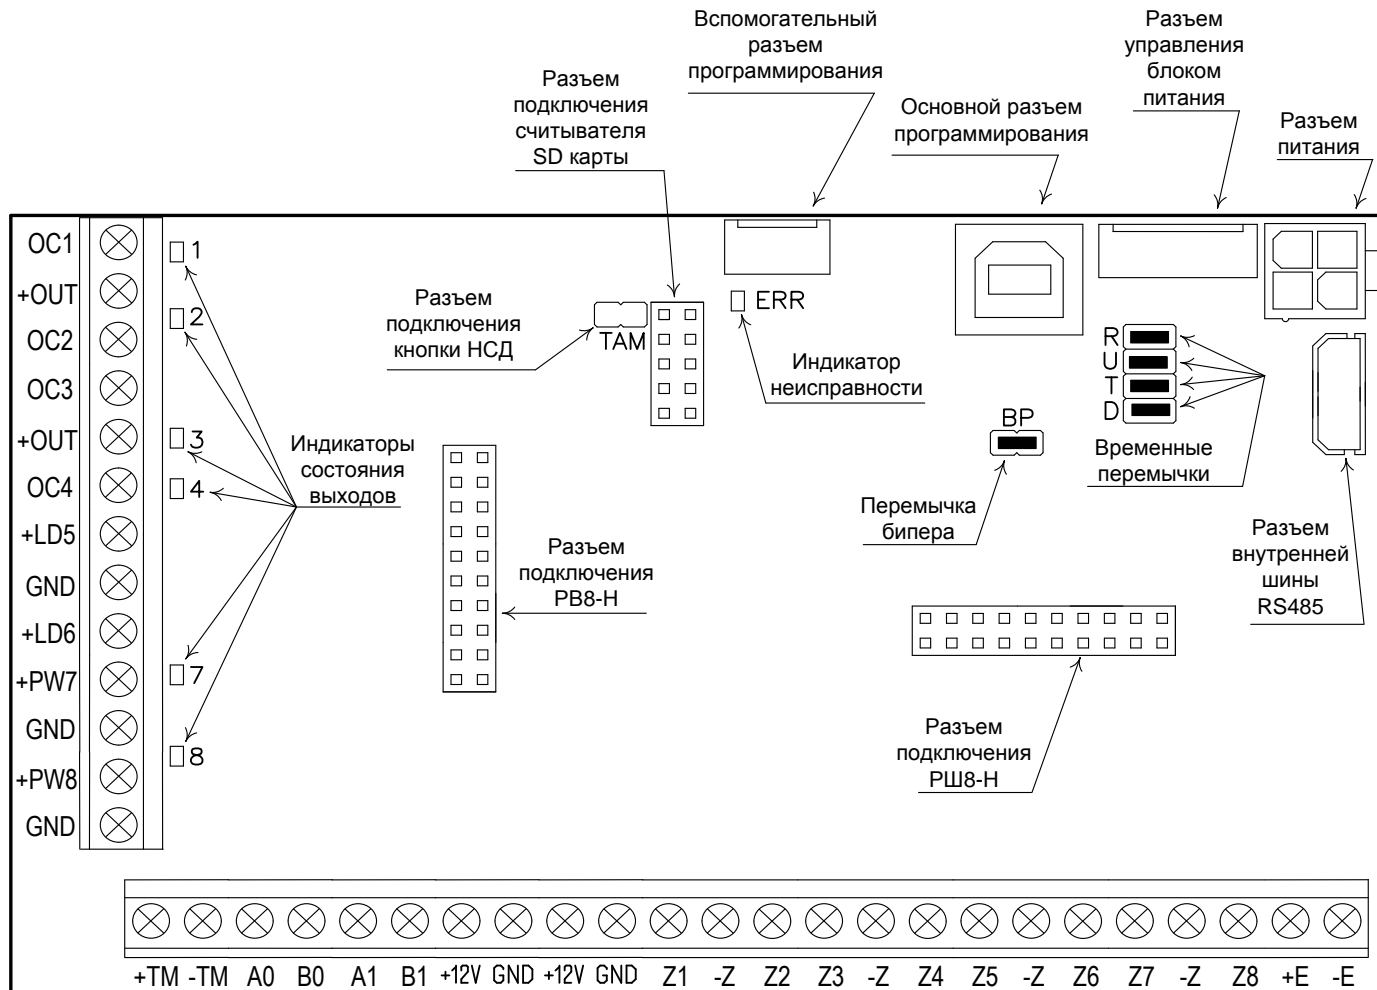 Вспомогательный
разъем
программирования
Разъем
управления
блоком
питания
Разъем
подключения
считывателя
SD карты
Основной разъем
программирования
Разъем
питания
OC1
+OUT
OC2
OC3
+OUT
OC4
+LD5
GND
+LD6
+PW7
GND
+PW8
GND
1
2
3
4
7
8
Разъем
подключения
кнопки НСД
TAM
ERR
Индикатор
неисправности
R
U
T
D
BP
Временные
перемычки
Индикаторы
состояния
выходов
Перемычка
бипера
Разъем
внутренней
шины
RS485
Разъем
подключения
РВ8-Н
Разъем
подключения
РШ8-Н
+TM -TM A0 B0 A1 B1 +12V GND +12V GND Z1 -Z Z2 Z3 -Z Z4 Z5 -Z Z6 Z7 -Z Z8 +E -E